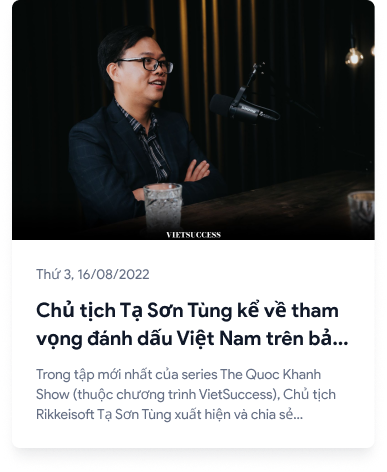 VIETSUCCESS
Thứ 3, 16/08/2022
Chủ tịch Tạ Sơn Tùng kể về tham
vọng đánh dấu Việt Nam trên bả...
Trong tập mới nhất của series The Quoc Khanh
Show (thuộc chương trình VietSuccess), Chủ tịch
Rikkeisoft Tạ Sơn Tùng xuất hiện và chia sẻ...